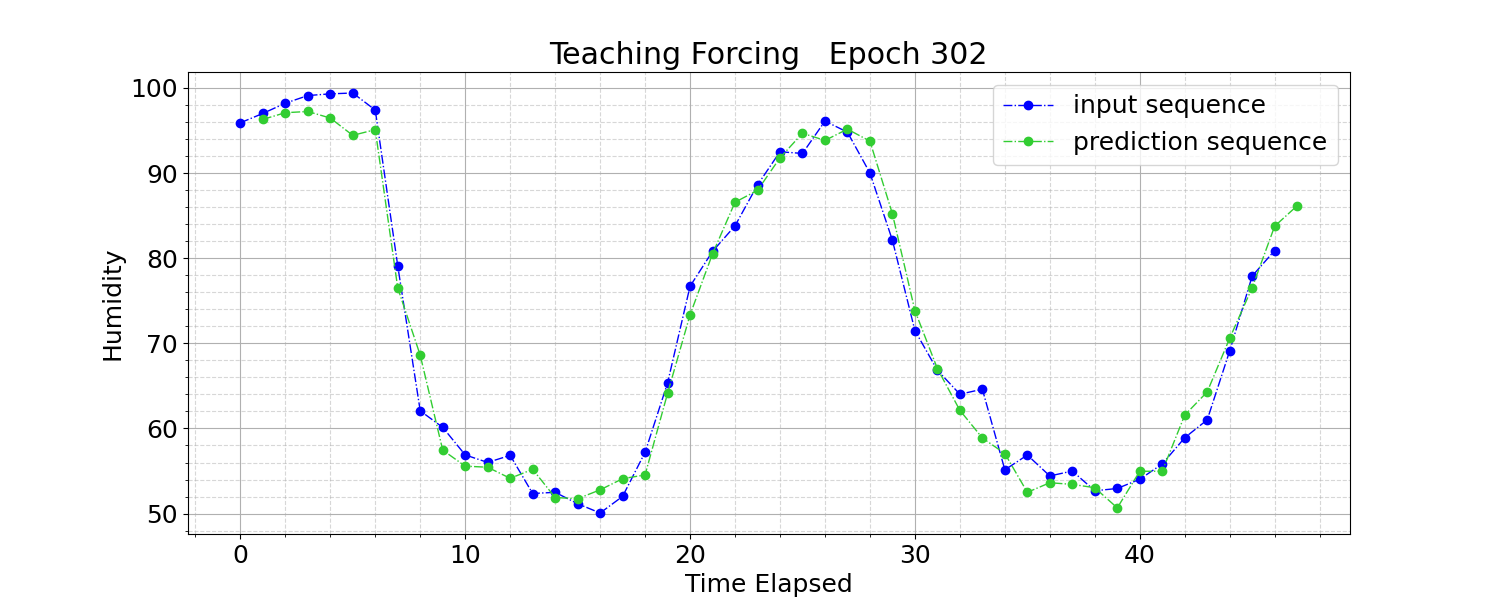 Teaching Forcing   Epoch 302
100
90
80
70
60
50
Humidity
input sequence
prediction sequence
0 10 20 30 40
Time Elapsed